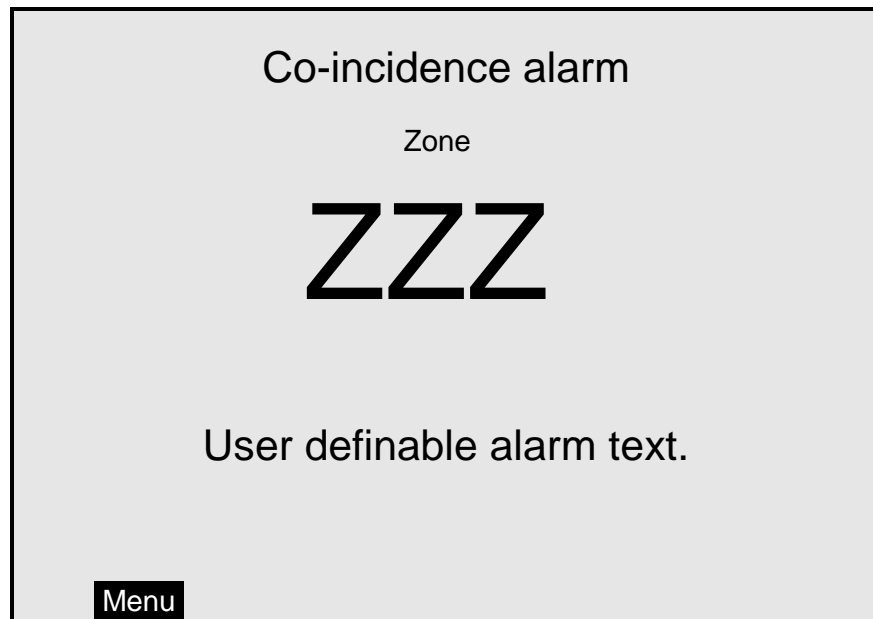 Co-incidence alarm
Zone
ZZZ
User definable alarm text.
Menu